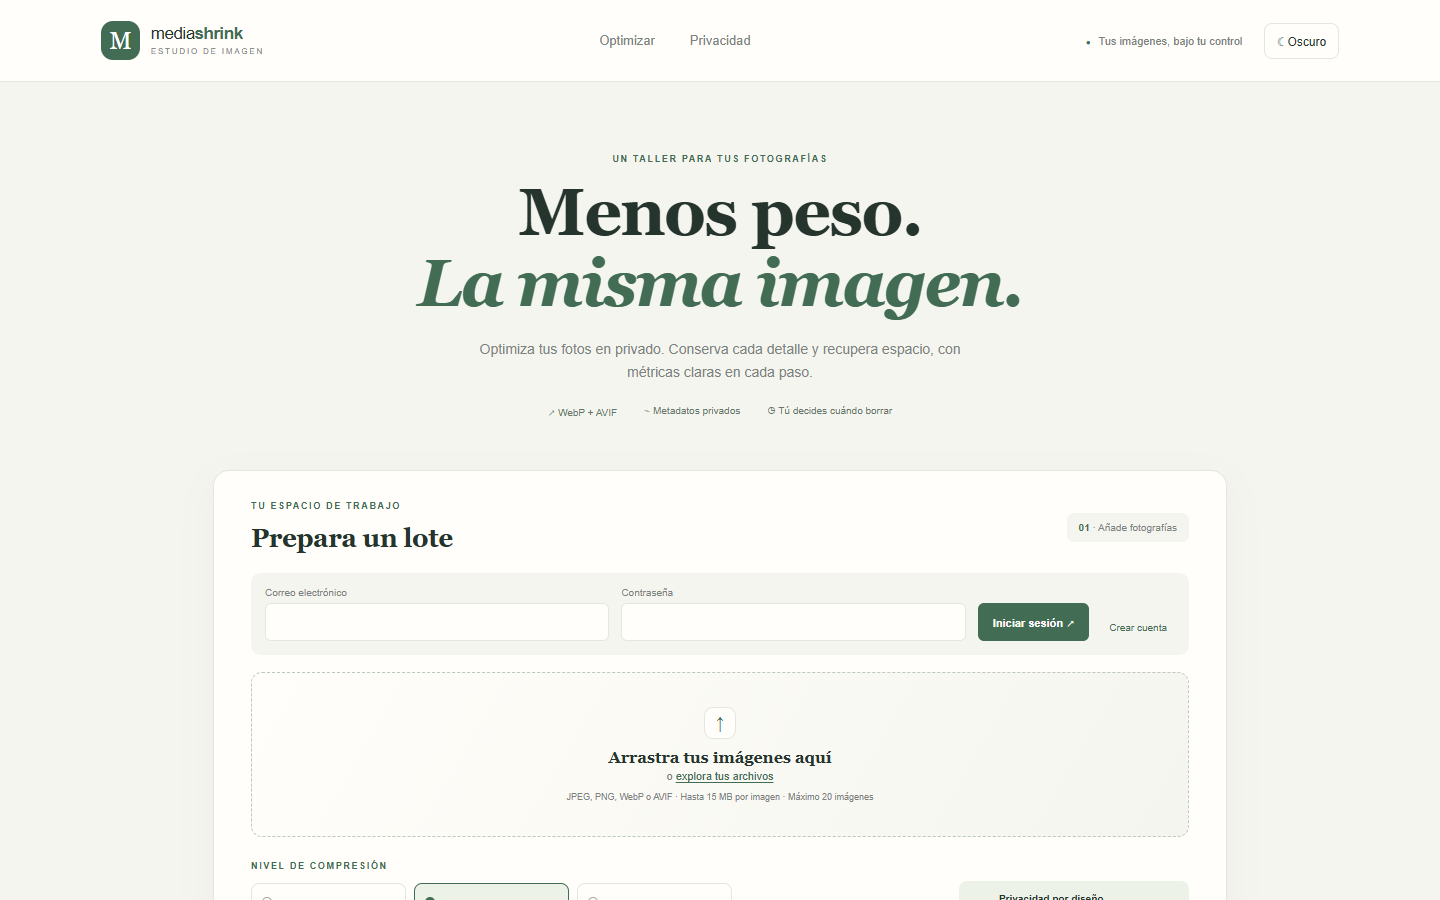 M
mediashrink
ESTUDIO DE IMAGEN
Optimizar
Privacidad
• Tus imágenes, bajo tu control
☾ Oscuro
UN TALLER PARA TUS FOTOGRAFÍAS
Menos peso.
La misma imagen.
Optimiza tus fotos en privado. Conserva cada detalle y recupera espacio, con
métricas claras en cada paso.
↗ WebP + AVIF
~ Metadatos privados
◷ Tú decides cuándo borrar
TU ESPACIO DE TRABAJO
Prepara un lote
01 · Añade fotografías
Correo electrónico
Contraseña
Iniciar sesión ↗
Crear cuenta
↑
Arrastra tus imágenes aquí
o explora tus archivos
JPEG, PNG, WebP o AVIF · Hasta 15 MB por imagen · Máximo 20 imágenes
NIVEL DE COMPRESIÓN
Privacidad por diseño